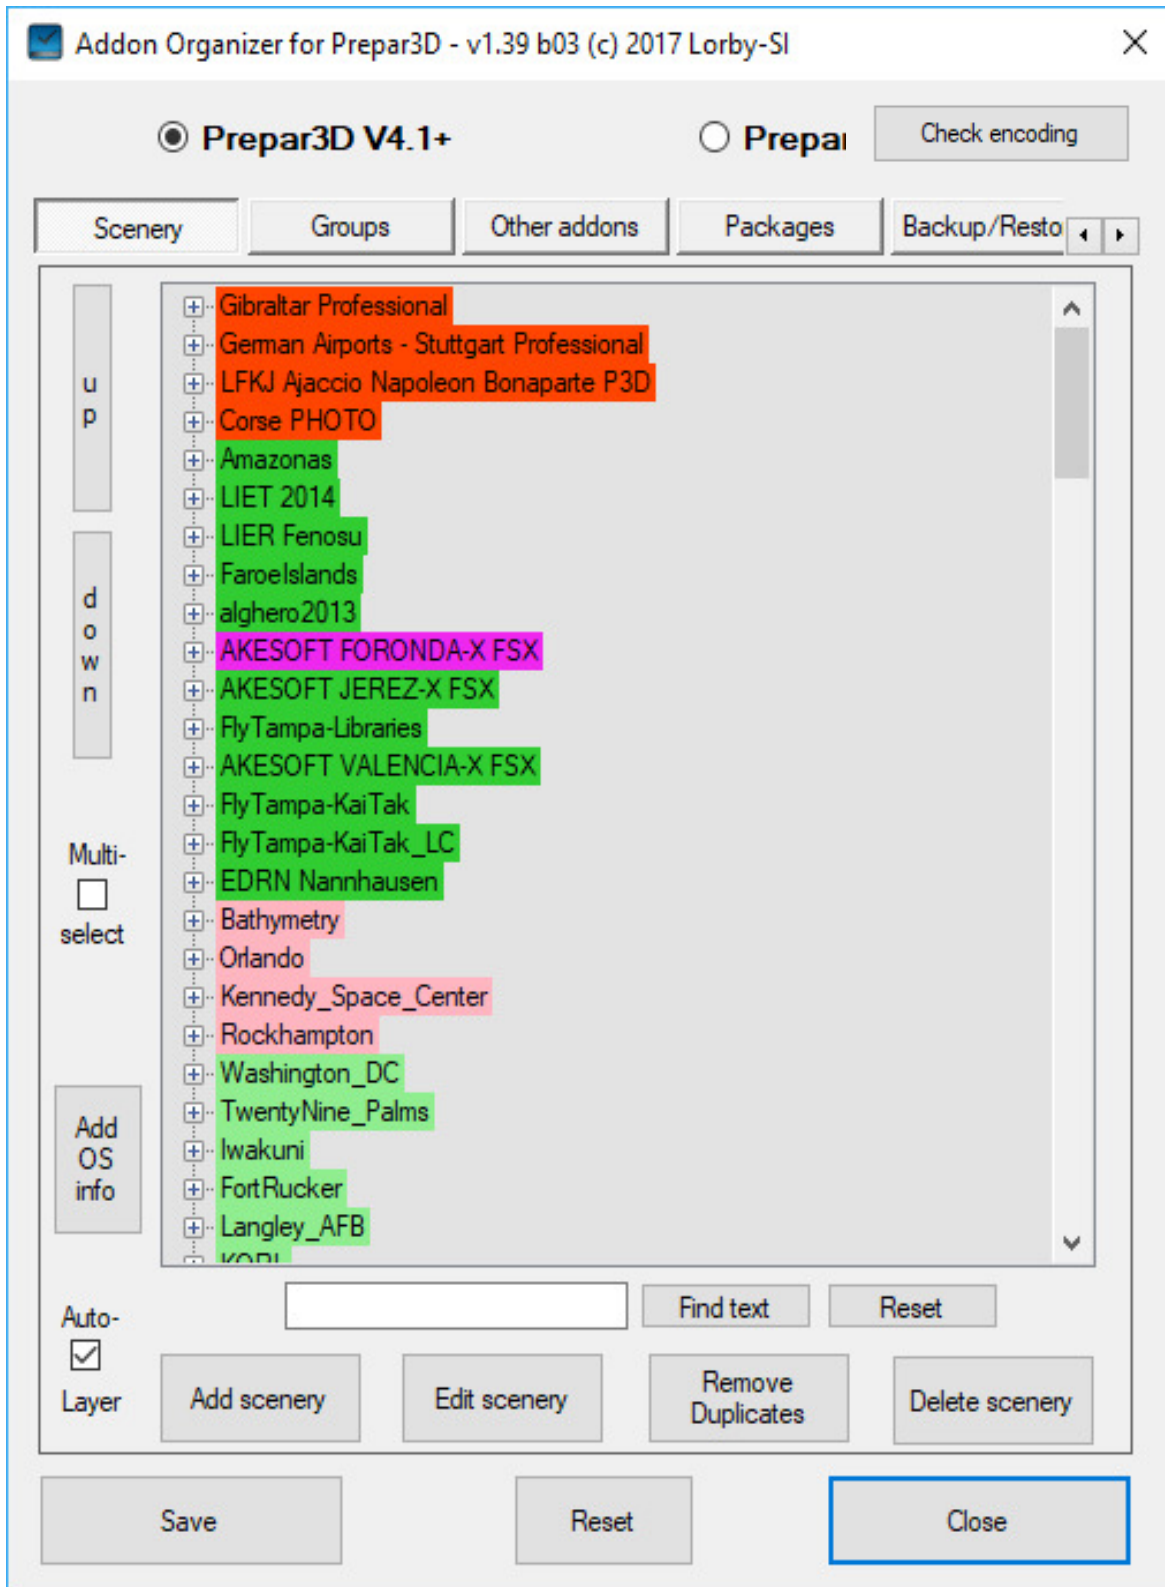 Addon Organizer for Prepar3D - v1.39 b03 (c) 2017 Lorby-SI
Prepar3D V4.1+
Prepar
Check encoding
Scenery
Groups
Other addons
Packages
Backup/Resto
up
down
Multi-
select
Add
OS
info
Gibraltar Professional
German Airports - Stuttgart Professional
LFKJ Ajaccio Napoleon Bonaparte P3D
Corse PHOTO
Amazonas
LIET 2014
LIER Fenosu
FaroeIslands
alghero2013
AKESOFT FORONDA-X FSX
AKESOFT JEREZ-X FSX
FlyTampa-Libraries
AKESOFT VALENCIA-X FSX
FlyTampa-KaiTak
FlyTampa-KaiTak_LC
EDRN Nannhausen
Bathymetry
Orlando
Kennedy_Space_Center
Rockhampton
Washington_DC
TwentyNine_Palms
Iwakuni
FortRucker
Langley_AFB
Find text
Reset
Auto-
Layer
Add scenery
Edit scenery
Remove
Duplicates
Delete scenery
Save
Reset
Close